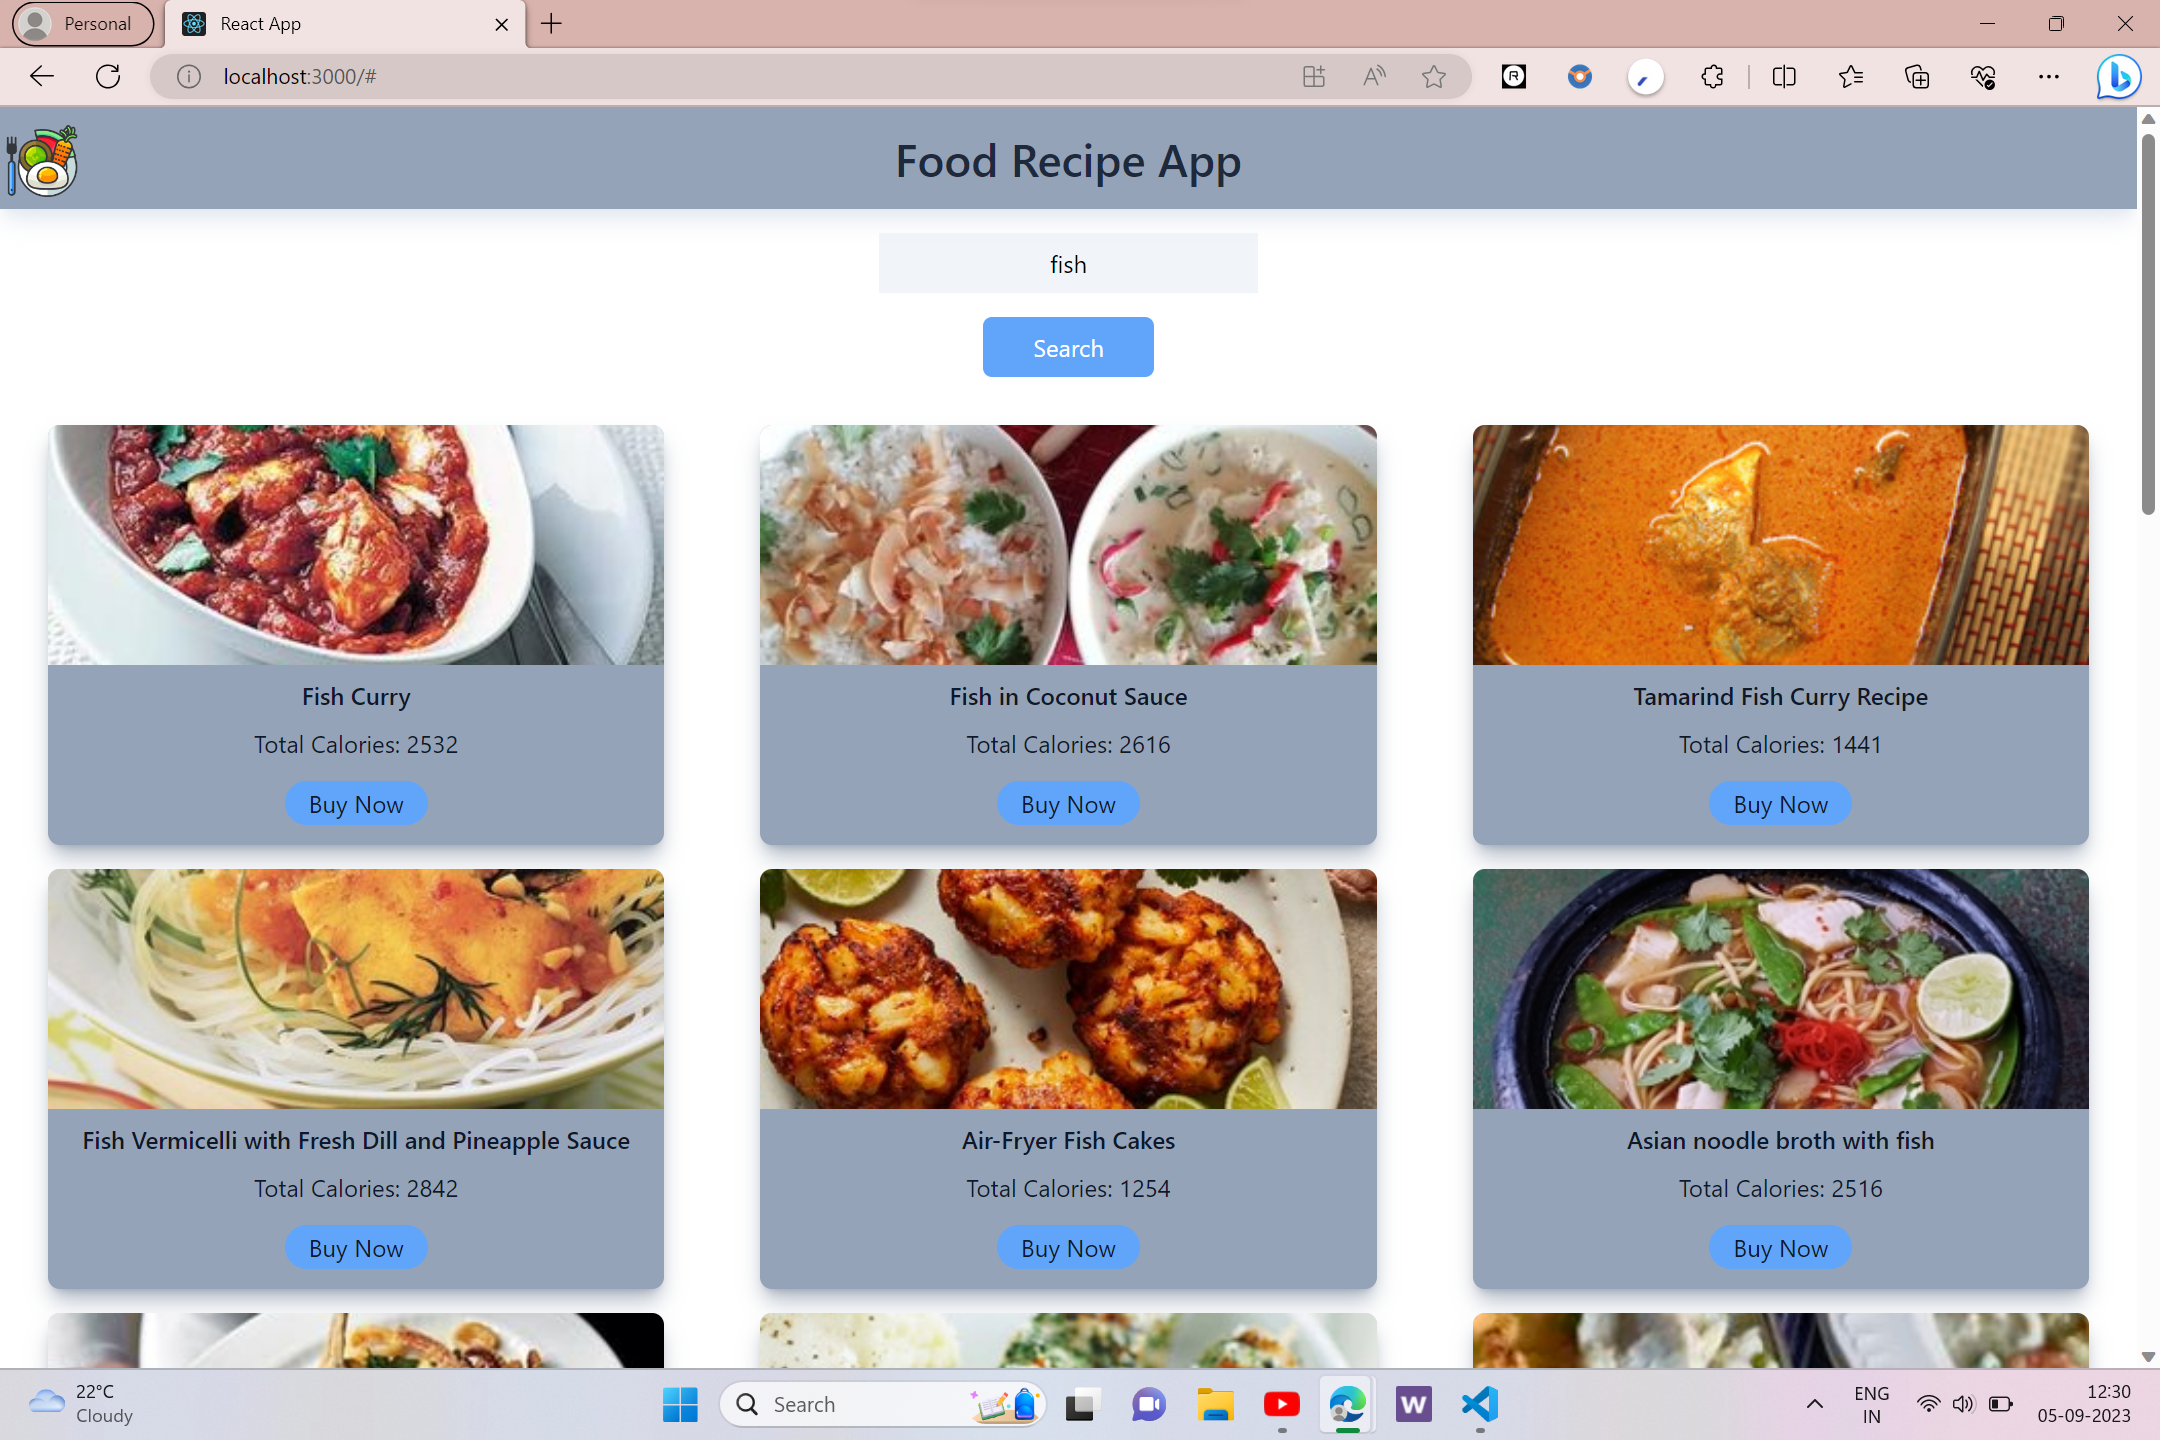 Personal
React App
localhost:3000/#
Food Recipe App
fish
Search
Fish Curry
Total Calories: 2532
Buy Now
Fish in Coconut Sauce
Total Calories: 2616
Buy Now
Tamarind Fish Curry Recipe
Total Calories: 1441
Buy Now
Fish Vermicelli with Fresh Dill and Pineapple Sauce
Total Calories: 2842
Buy Now
Air-Fryer Fish Cakes
Total Calories: 1254
Buy Now
Asian noodle broth with fish
Total Calories: 2516
Buy Now
22°C
Cloudy
Search
W
ENG
IN
12:30
05-09-2023